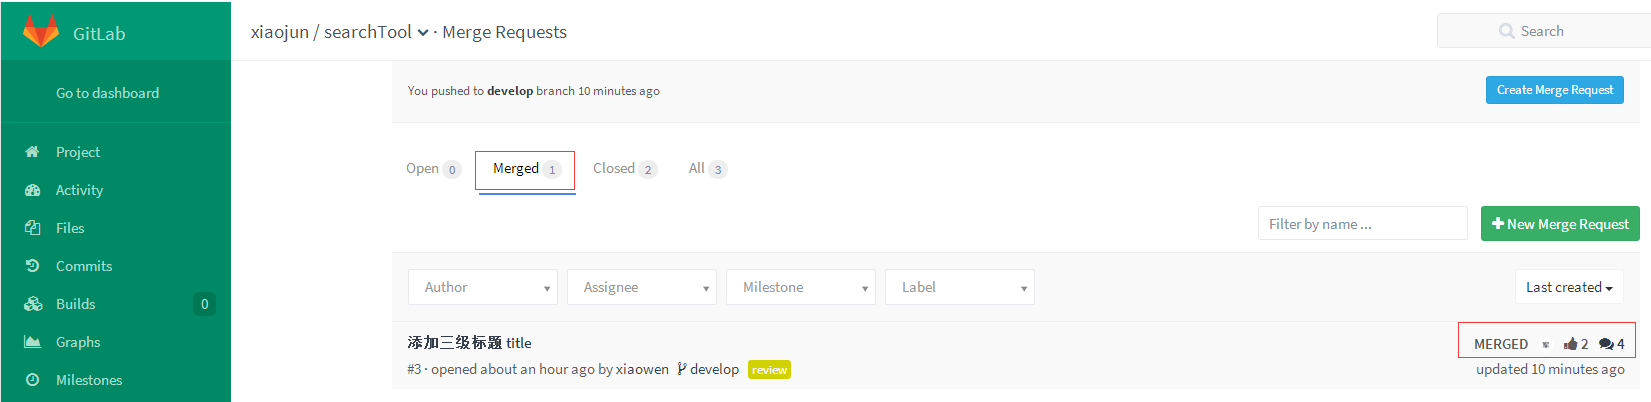 GitLab
xiaojun / searchTool · Merge Requests
Search
Go to dashboard
You pushed to develop branch 10 minutes ago
Create Merge Request
Project
Activity
Files
Commits
Builds 0
Graphs
Milestones
Open 0
Merged 1
Closed 2
All 3
Filter by name ...
New Merge Request
Author
Assignee
Milestone
Label
Last created
添加三级标题 title
MERGED 2 4
#3 · opened about an hour ago by xiaowen develop review
updated 10 minutes ago